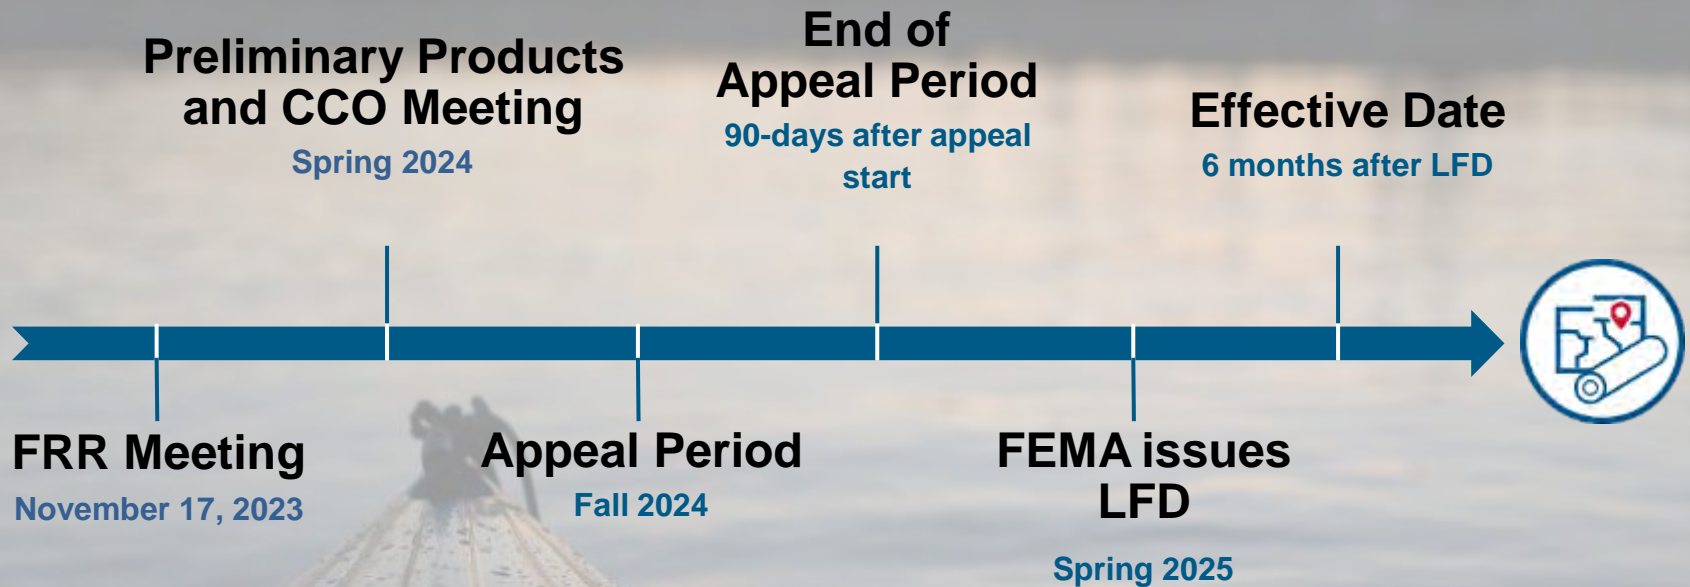 Preliminary Products
and CCO Meeting
Spring 2024
End of
Appeal Period
90-days after appeal
start
Effective Date
6 months after LFD
FRR Meeting
November 17, 2023
Appeal Period
Fall 2024
FEMA issues
LFD
Spring 2025